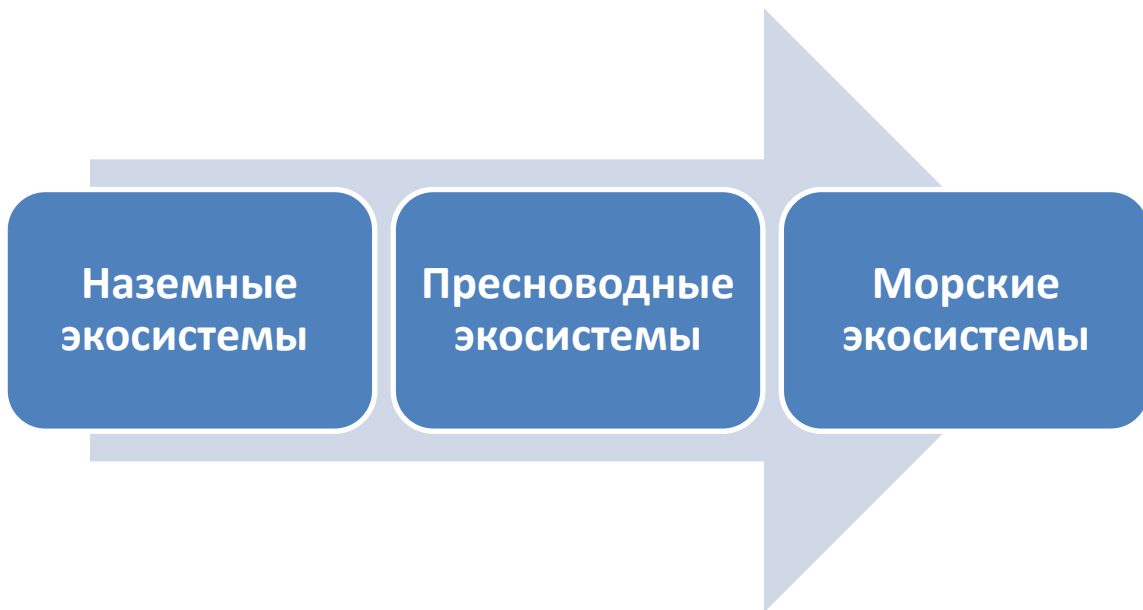 Наземные
экосистемы
Пресноводные
экосистемы
Морские
экосистемы